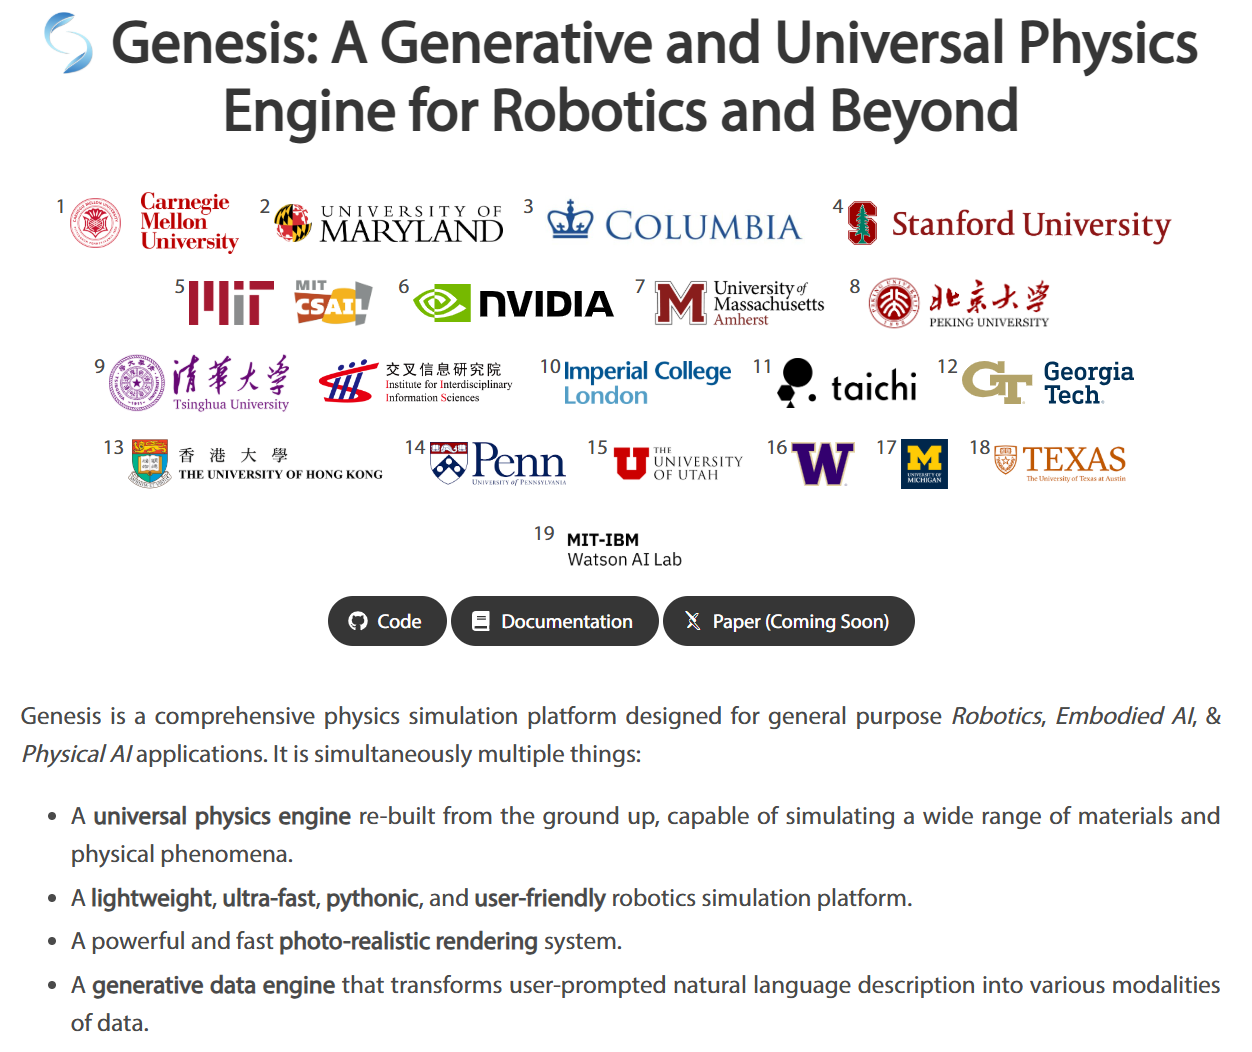 Genesis: A Generative and Universal Physics
Engine for Robotics and Beyond
1 Carnegie Mellon University
2 UNIVERSITY OF MARYLAND
3 COLUMBIA
4 Stanford University
5 MIT MIT CSAIL
6 NVIDIA
7 University of Massachusetts Amherst
8 北京大学 PEKING UNIVERSITY
9 清華大学 Tsinghua University 交叉信息研究院 Institute for Interdisciplinary Information Sciences
10 Imperial College London
11 taichi
12 GT Georgia Tech
13 香港大學 THE UNIVERSITY OF HONG KONG
14 Penn UNIVERSITY of PENNSYLVANIA
15 U THE UNIVERSITY OF UTAH
16 W
17 M UNIVERSITY OF MICHIGAN
18 TEXAS The University of Texas at Austin
19 MIT-IBM Watson AI Lab
Code Documentation Paper (Coming Soon)
Genesis is a comprehensive physics simulation platform designed for general purpose Robotics, Embodied AI, &
Physical AI applications. It is simultaneously multiple things:
• A universal physics engine re-built from the ground up, capable of simulating a wide range of materials and
physical phenomena.
• A lightweight, ultra-fast, pythonic, and user-friendly robotics simulation platform.
• A powerful and fast photo-realistic rendering system.
• A generative data engine that transforms user-prompted natural language description into various modalities
of data.